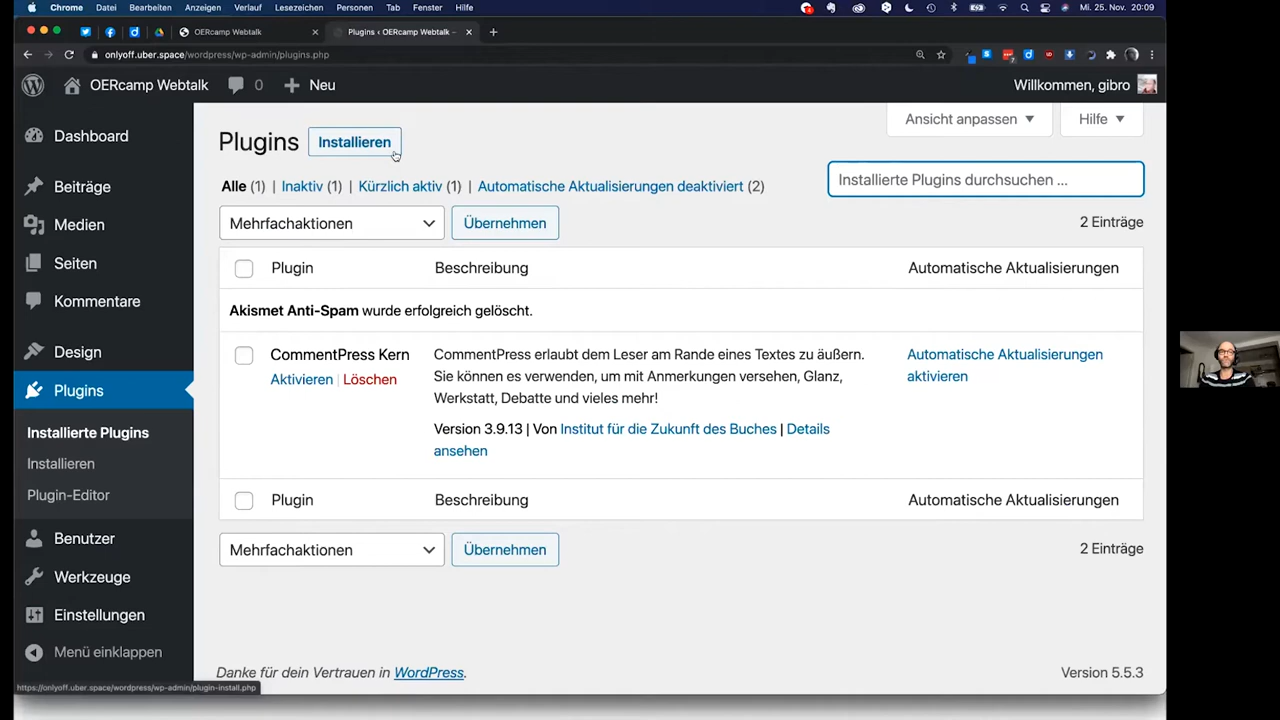 Chrome Datei Bearbeiten Anzeigen Verlauf Lesezeichen Personen Tab Fenster Hilfe Mi. 25. Nov. 20:09
OERcamp Webtalk Plugins ‹ OERcamp Webtalk –
onlyoff.uber.space/wordpress/wp-admin/plugins.php
OERcamp Webtalk 0 Neu Willkommen, gibro
Ansicht anpassen Hilfe
Dashboard
Beiträge
Medien
Seiten
Kommentare
Design
Plugins
Installierte Plugins
Installieren
Plugin-Editor
Benutzer
Werkzeuge
Einstellungen
Menü einklappen
Plugins Installieren
Alle (1) | Inaktiv (1) | Kürzlich aktiv (1) | Automatische Aktualisierungen deaktiviert (2)
Installierte Plugins durchsuchen ...
Mehrfachaktionen Übernehmen 2 Einträge
Plugin Beschreibung Automatische Aktualisierungen
Akismet Anti-Spam wurde erfolgreich gelöscht.
CommentPress Kern
Aktivieren | Löschen
CommentPress erlaubt dem Leser am Rande eines Textes zu äußern.
Sie können es verwenden, um mit Anmerkungen versehen, Glanz,
Werkstatt, Debatte und vieles mehr!
Version 3.9.13 | Von Institut für die Zukunft des Buches | Details
ansehen
Automatische Aktualisierungen
aktivieren
Plugin Beschreibung Automatische Aktualisierungen
Mehrfachaktionen Übernehmen 2 Einträge
Danke für dein Vertrauen in WordPress. Version 5.5.3
https://onlyoff.uber.space/wordpress/wp-admin/plugin-install.php